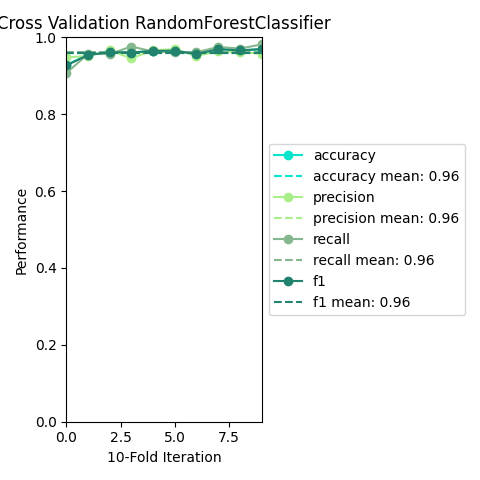 Cross Validation RandomForestClassifier
1.0
0.8
0.6
0.4
0.2
0.0
Performance
0.0 2.5 5.0 7.5
10-Fold Iteration
accuracy
accuracy mean: 0.96
precision
precision mean: 0.96
recall
recall mean: 0.96
f1
f1 mean: 0.96